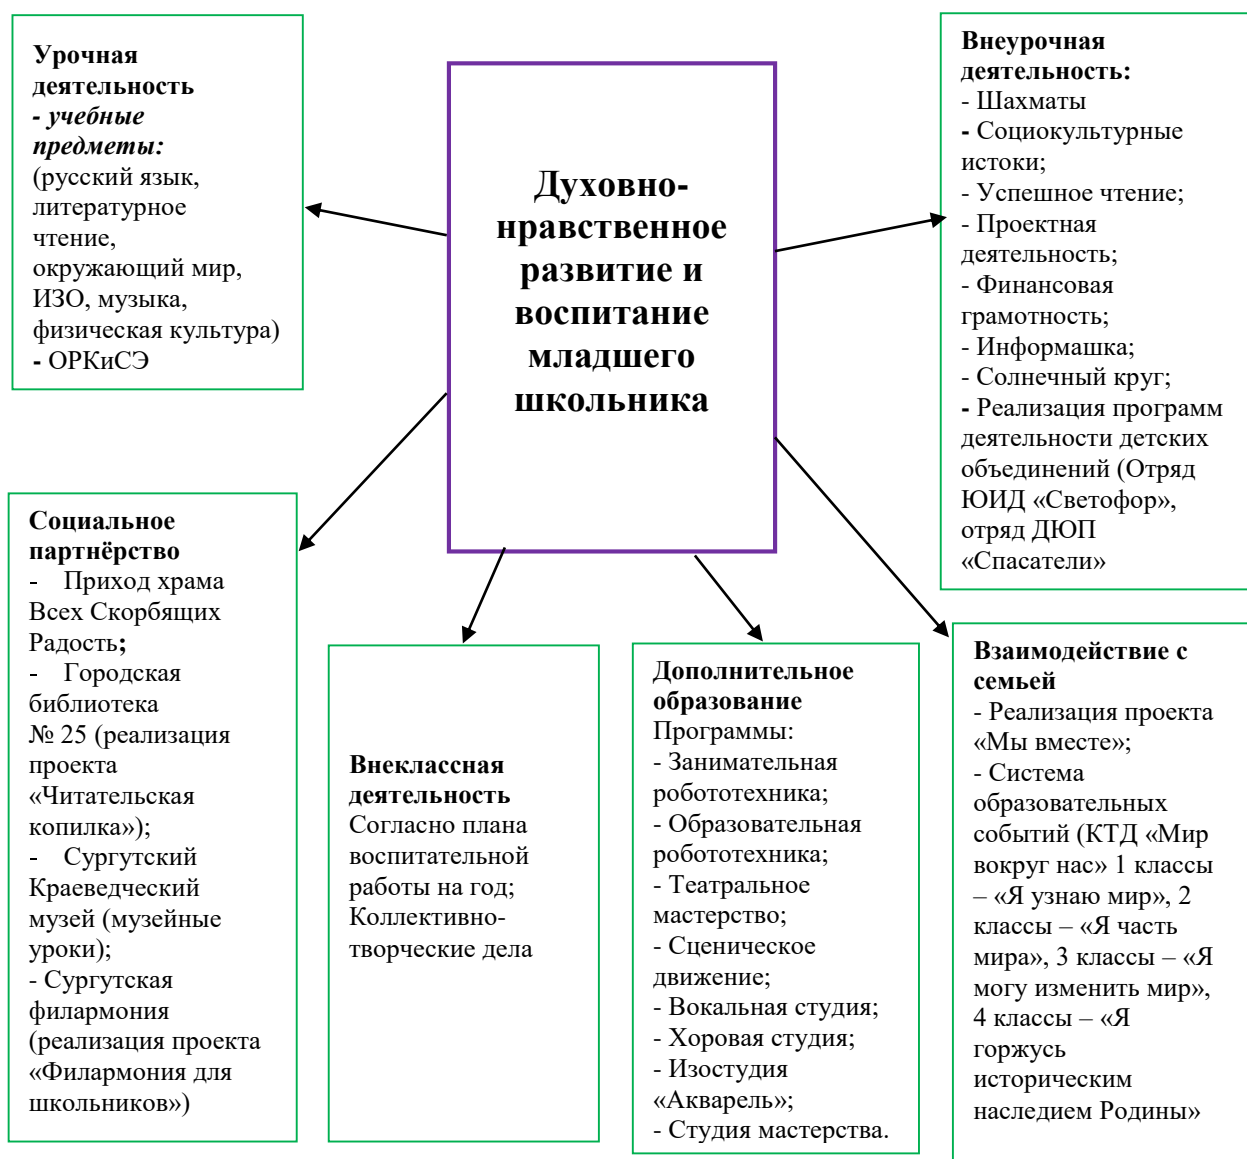 Урочная
деятельность
- учебные
предметы:
(русский язык,
литературное
чтение,
окружающий мир,
ИЗО, музыка,
физическая культура)
- ОРКиСЭ
Духовно-
нравственное
развитие и
воспитание
младшего
школьника
Внеурочная
деятельность:
- Шахматы
- Социокультурные
истоки;
- Успешное чтение;
- Проектная
деятельность;
- Финансовая
грамотность;
- Информашка;
- Солнечный круг;
- Реализация программ
деятельности детских
объединений (Отряд
ЮИД «Светофор»,
отряд ДЮП
«Спасатели»
Социальное
партнёрство
- Приход храма
Всех Скорбящих
Радость;
- Городская
библиотека
№ 25 (реализация
проекта
«Читательская
копилка»);
- Сургутский
Краеведческий
музей (музейные
уроки);
- Сургутская
филармония
(реализация проекта
«Филармония для
школьников»)
Внеклассная
деятельность
Согласно плана
воспитательной
работы на год;
Коллективно-
творческие дела
Дополнительное
образование
Программы:
- Занимательная
робототехника;
- Образовательная
робототехника;
- Театральное
мастерство;
- Сценическое
движение;
- Вокальная студия;
- Хоровая студия;
- Изостудия
«Акварель»;
- Студия мастерства.
Взаимодействие с
семьей
- Реализация проекта
«Мы вместе»;
- Система
образовательных
событий (КТД «Мир
вокруг нас» 1 классы
– «Я узнаю мир», 2
классы – «Я часть
мира», 3 классы – «Я
могу изменить мир»,
4 классы – «Я
горжусь
историческим
наследием Родины»